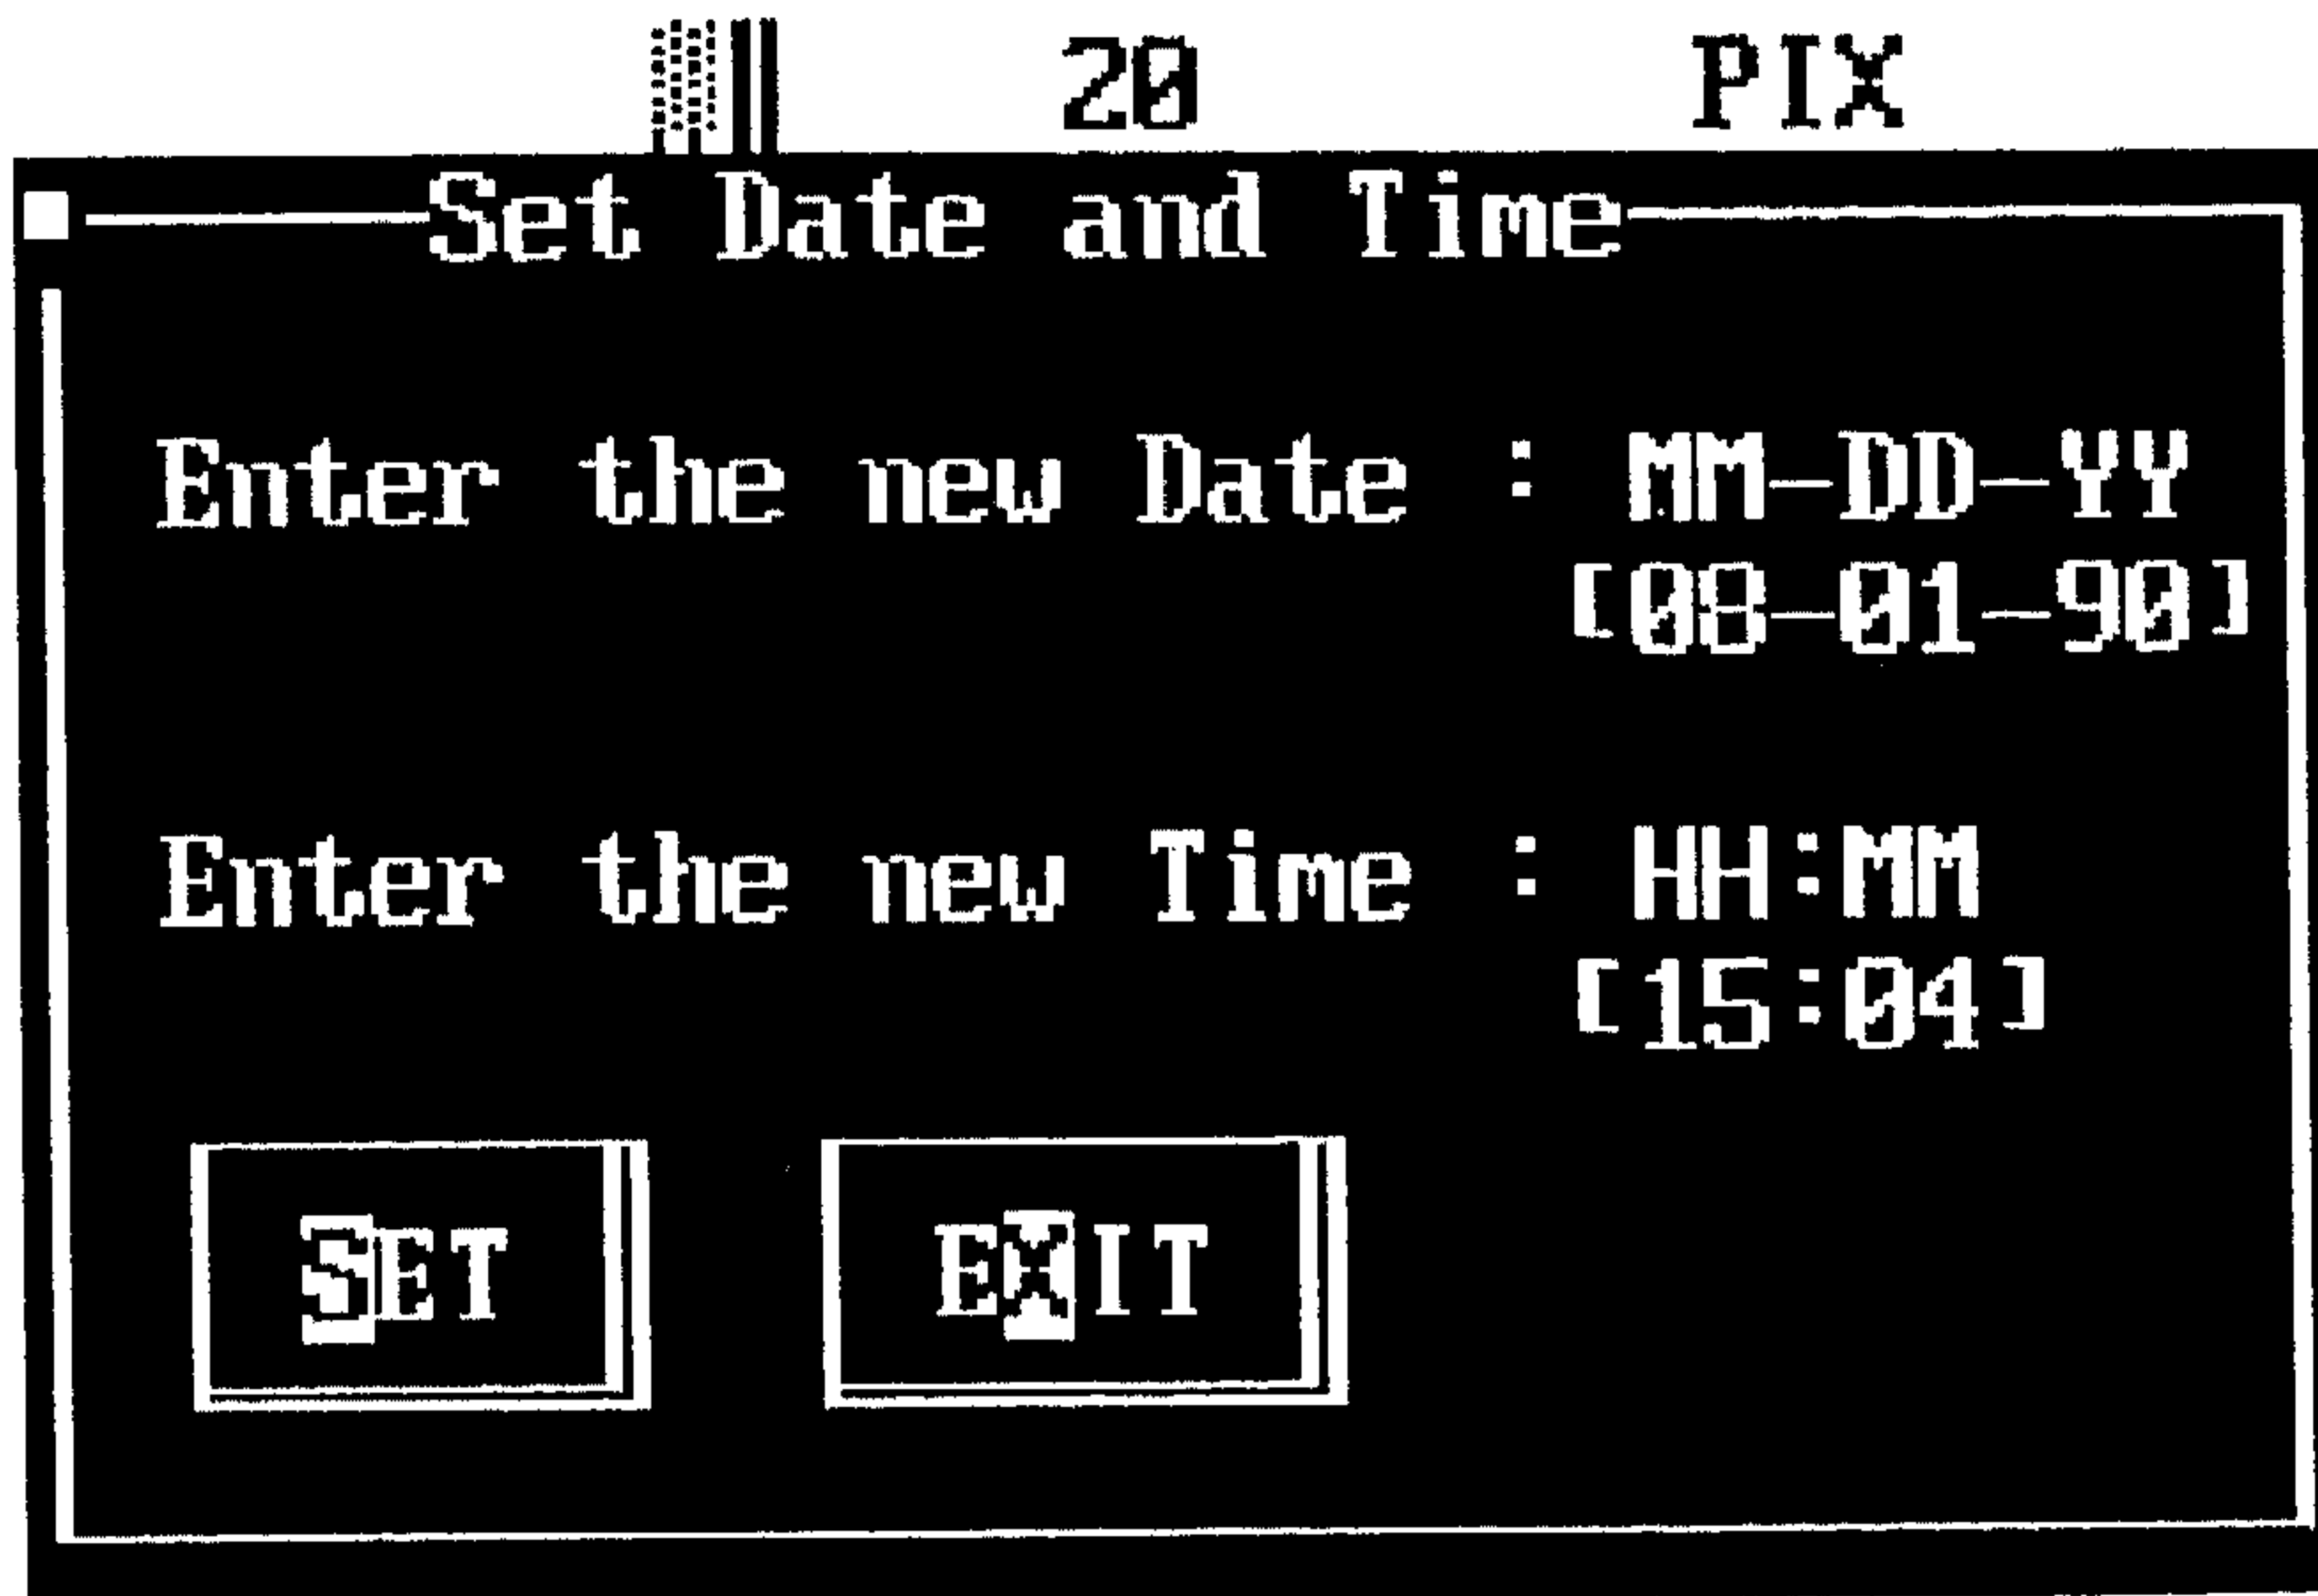 20 PIX
Set Date and Time
Enter the new Date : MM-DD-YY
[08-01-90]
Enter the new Time : HH:MM
[15:04]
SET EXIT